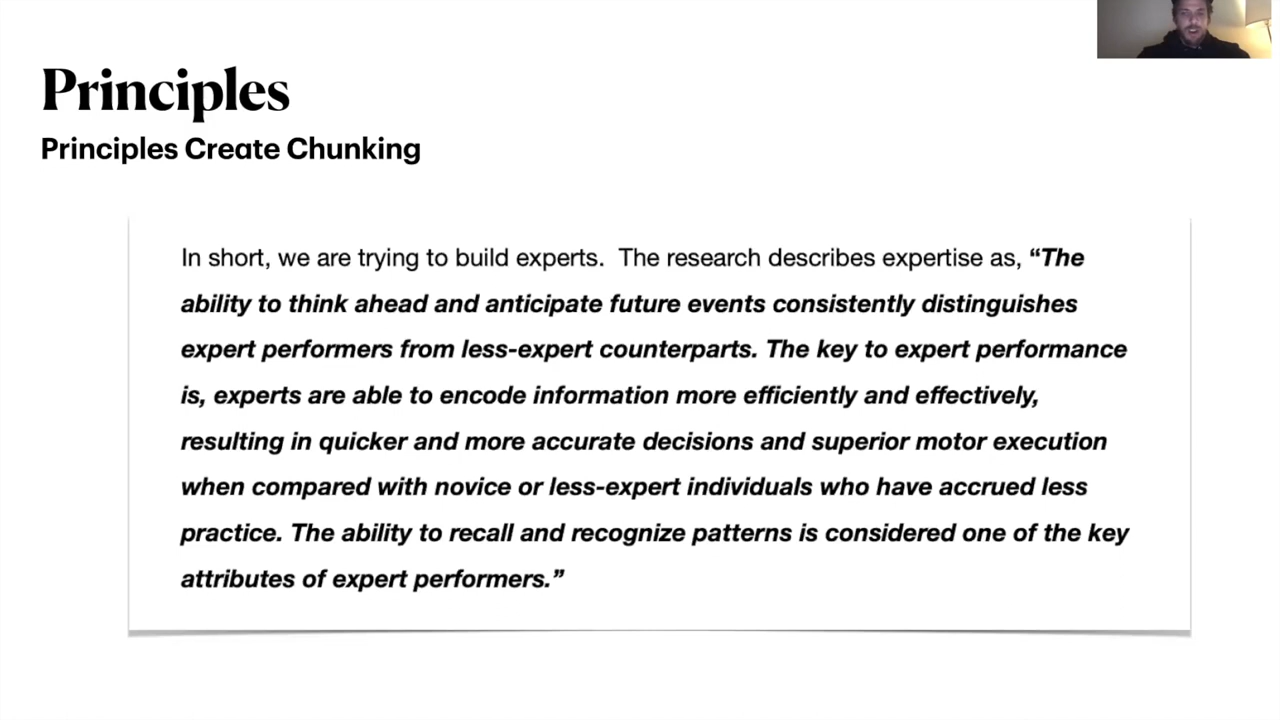 Principles
Principles Create Chunking
In short, we are trying to build experts.  The research describes expertise as, “The
ability to think ahead and anticipate future events consistently distinguishes
expert performers from less-expert counterparts. The key to expert performance
is, experts are able to encode information more efficiently and effectively,
resulting in quicker and more accurate decisions and superior motor execution
when compared with novice or less-expert individuals who have accrued less
practice. The ability to recall and recognize patterns is considered one of the key
attributes of expert performers.”